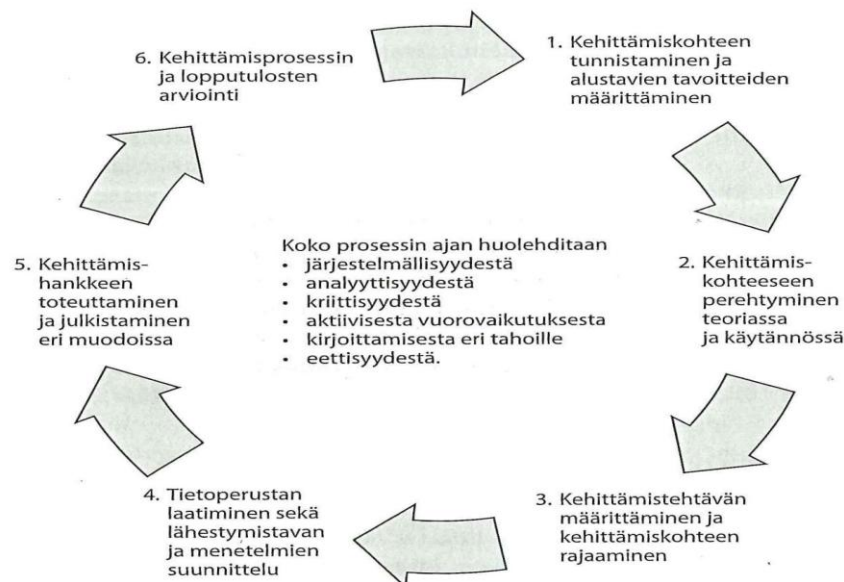 1. Kehittämiskohteen
tunnistaminen ja
alustavien tavoitteiden
määrittäminen
2. Kehittämis-
kohteeseen
perehtyminen
teoriassa
ja käytännössä
3. Kehittämistehtävän
määrittäminen ja
kehittämiskohteen
rajaaminen
4. Tietoperustan
laatiminen sekä
lähestymistavan
ja menetelmien
suunnittelu
5. Kehittämis-
hankkeen
toteuttaminen
ja julkistaminen
eri muodoissa
6. Kehittämisprosessin
ja lopputulosten
arviointi
Koko prosessin ajan huolehditaan
• järjestelmällisyydestä
• analyyttisyydestä
• kriittisyydestä
• aktiivisesta vuorovaikutuksesta
• kirjoittamisesta eri tahoille
• eettisyydestä.